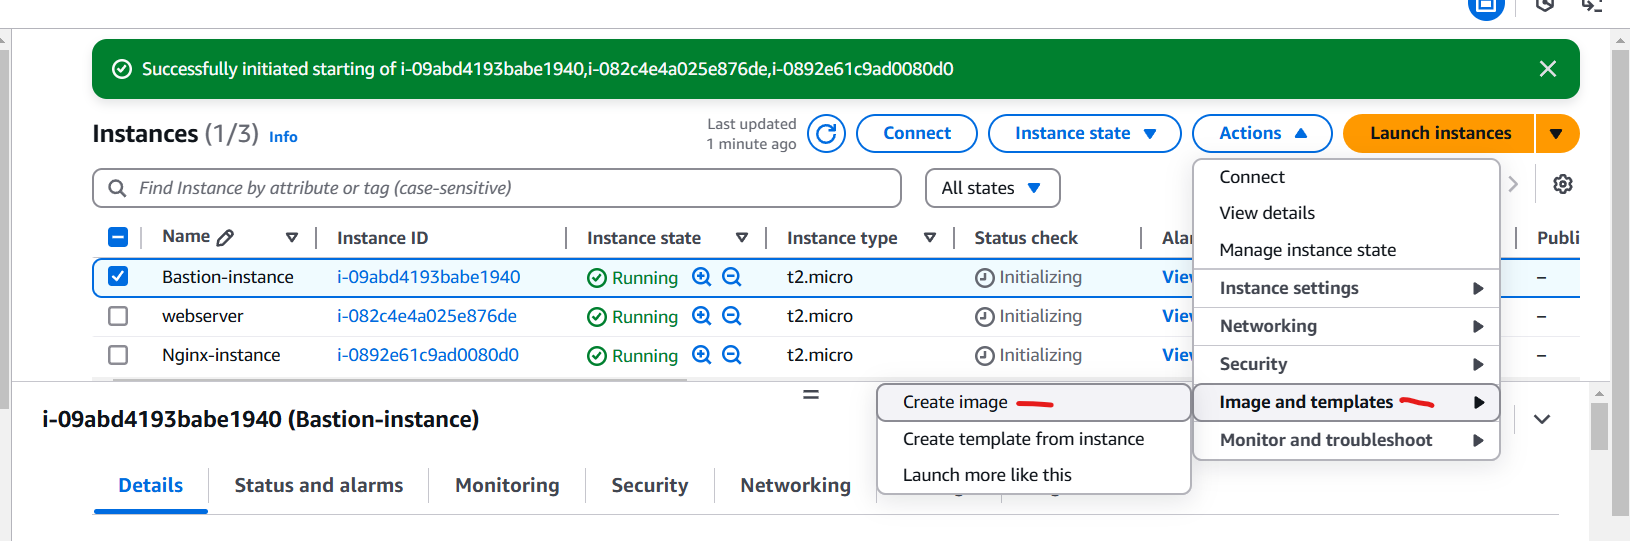 Successfully initiated starting of i-09abd4193babe1940,i-082c4e4a025e876de,i-0892e61c9ad0080d0
Instances (1/3) Info
Last updated
1 minute ago
Connect
Instance state
Actions
Launch instances
Find Instance by attribute or tag (case-sensitive)
All states
Connect
View details
Manage instance state
Instance settings
Networking
Security
Image and templates
Monitor and troubleshoot
Create image
Create template from instance
Launch more like this
Name Instance ID Instance state Instance type Status check Alar Publi
Bastion-instance i-09abd4193babe1940 Running t2.micro Initializing View –
webserver i-082c4e4a025e876de Running t2.micro Initializing View –
Nginx-instance i-0892e61c9ad0080d0 Running t2.micro Initializing View –
i-09abd4193babe1940 (Bastion-instance)
Details Status and alarms Monitoring Security Networking